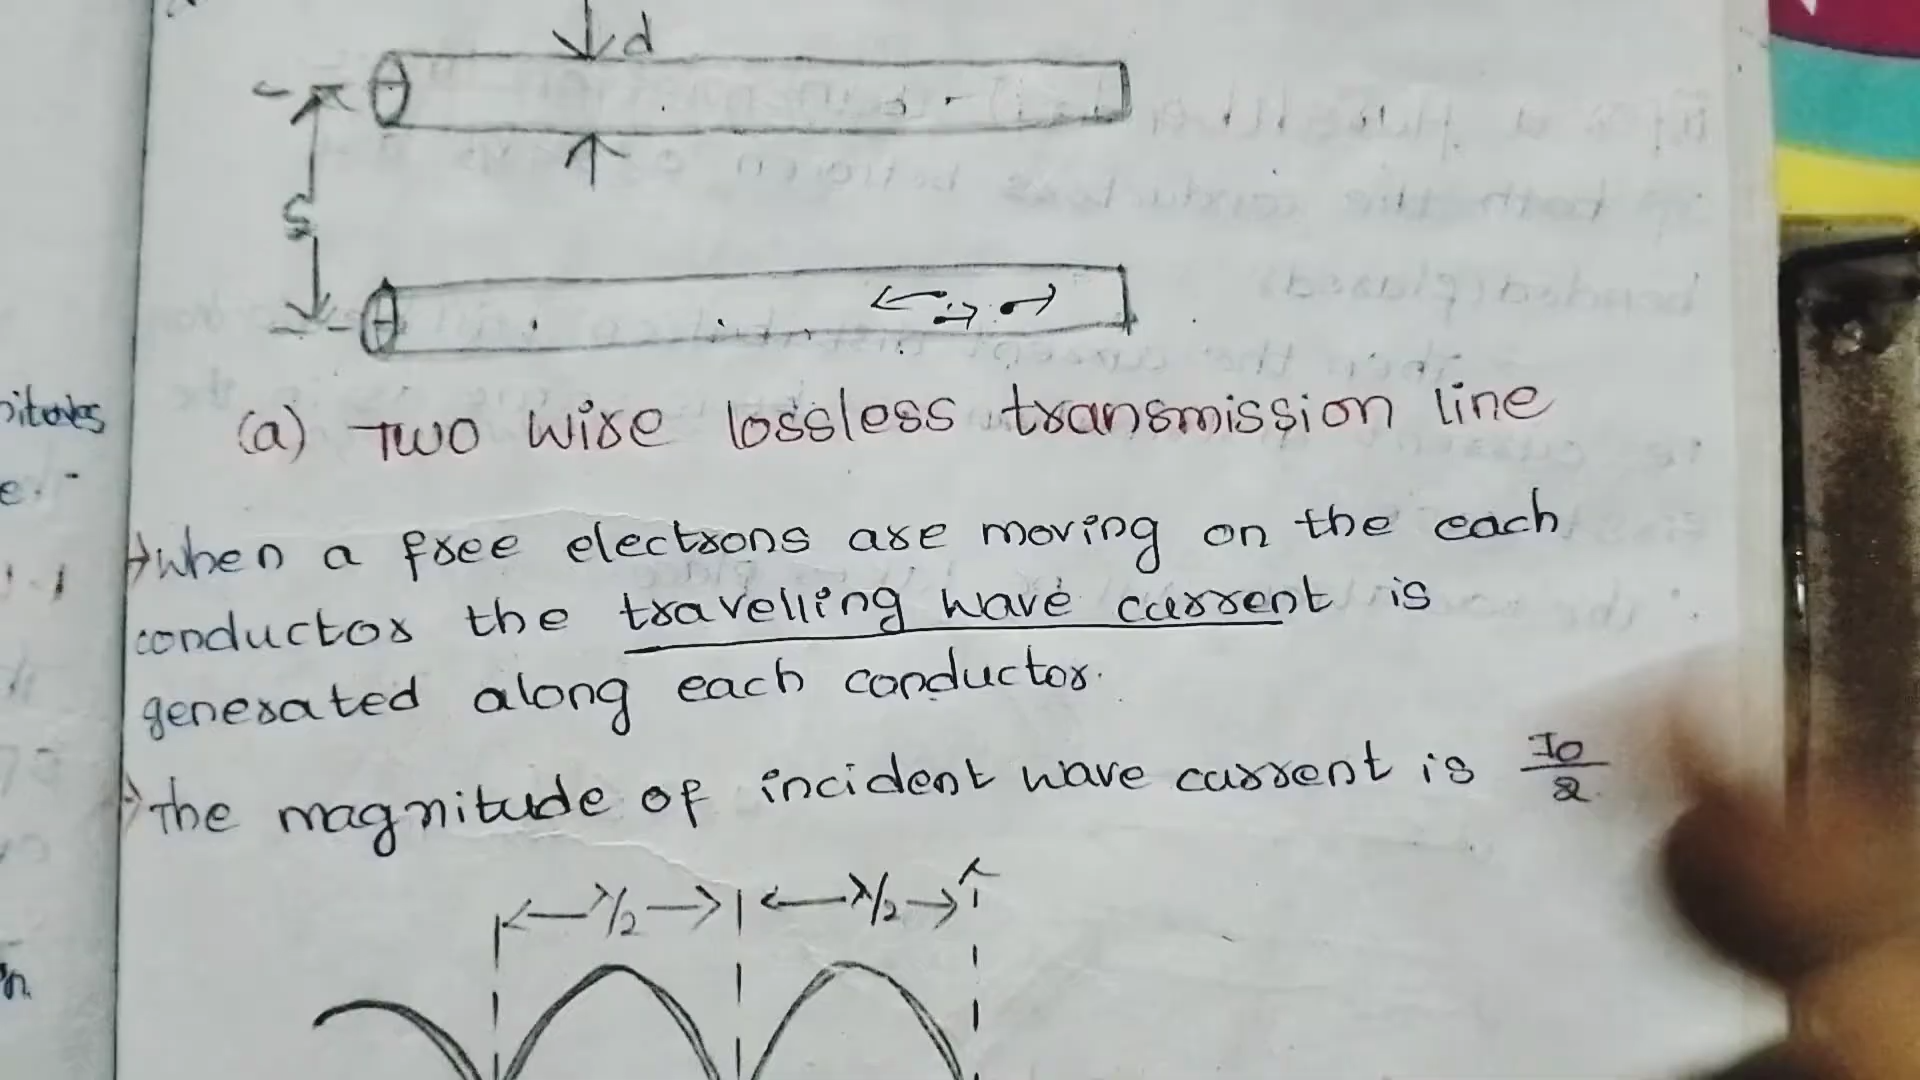 d
S
(a) Two wire lossless transmission line
→when a free electrons are moving on the each
conductor the travelling wave current is
generated along each conductor.
→The magnitude of incident wave current is I0/2.
λ/2 λ/2